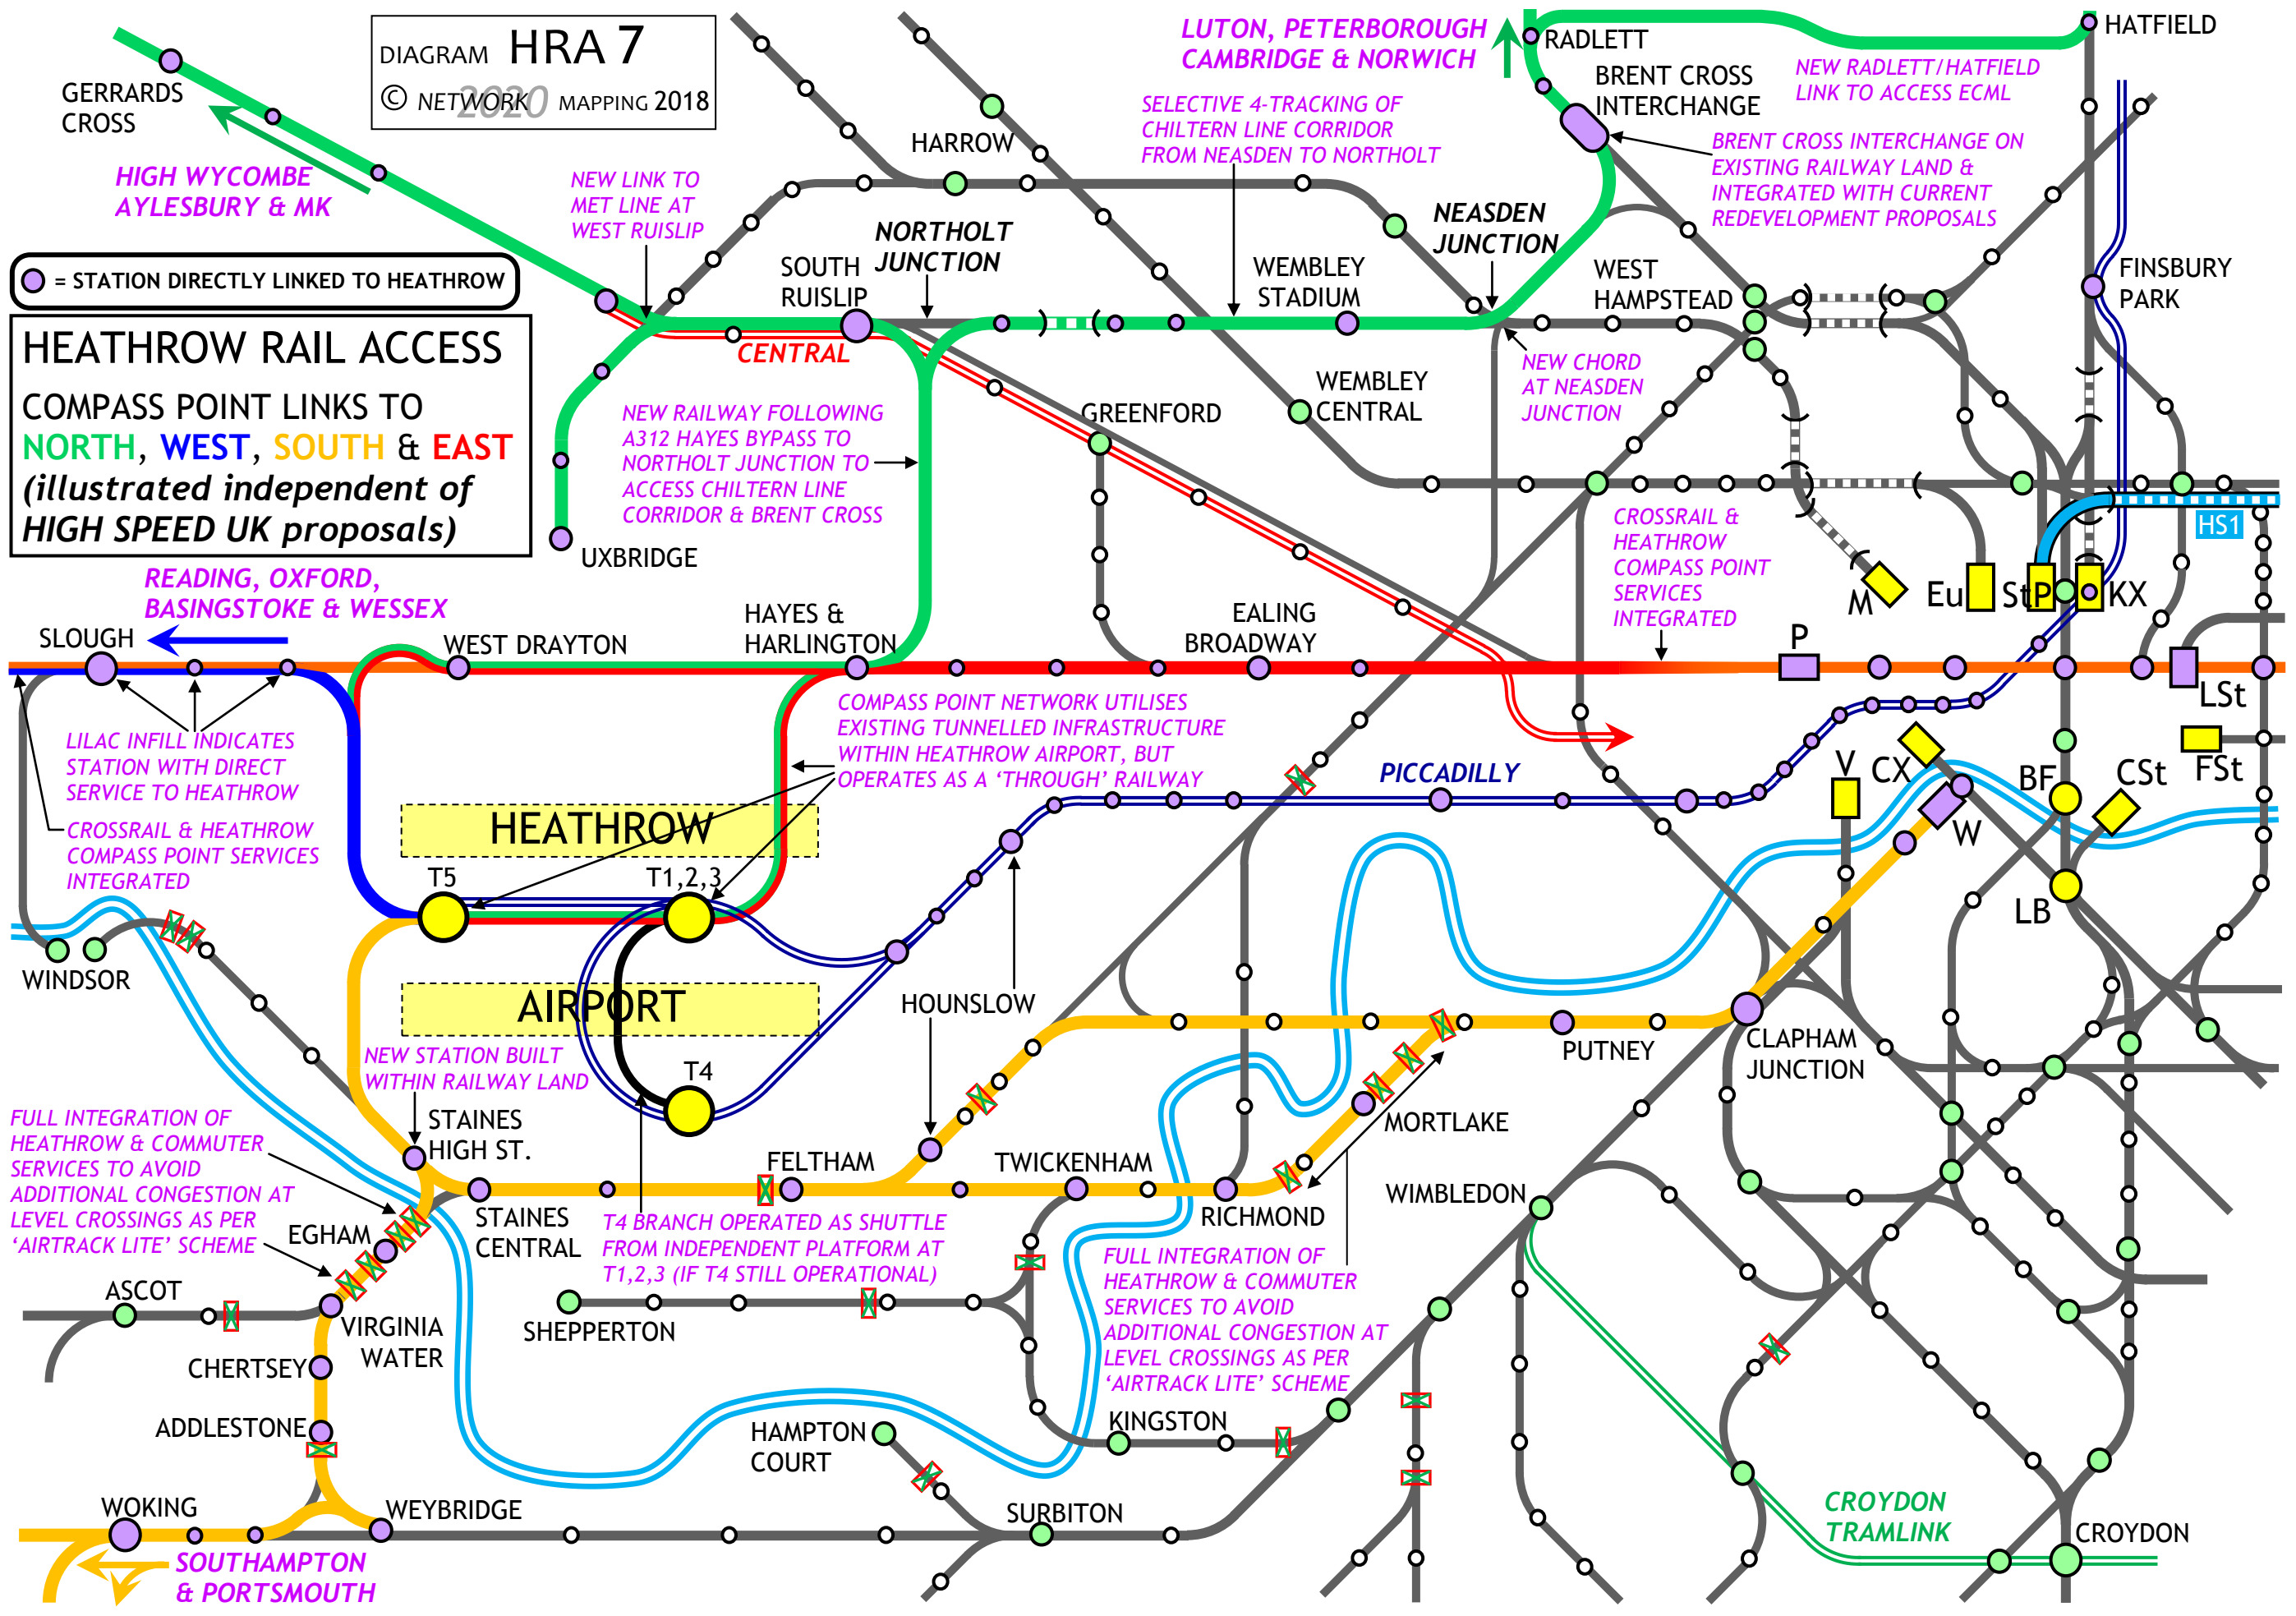 DIAGRAM HRA 7
© NETWORK 2020 MAPPING 2018
GERRARDS
CROSS
HIGH WYCOMBE
AYLESBURY & MK
= STATION DIRECTLY LINKED TO HEATHROW
HEATHROW RAIL ACCESS
COMPASS POINT LINKS TO
NORTH, WEST, SOUTH & EAST
(illustrated independent of
HIGH SPEED UK proposals)
HARROW
NEW LINK TO
MET LINE AT
WEST RUISLIP
SOUTH
RUISLIP
NORTHOLT
JUNCTION
CENTRAL
LUTON, PETERBOROUGH
CAMBRIDGE & NORWICH
SELECTIVE 4-TRACKING OF
CHILTERN LINE CORRIDOR
FROM NEASDEN TO NORTHOLT
RADLETT
HATFIELD
BRENT CROSS
INTERCHANGE
NEW RADLETT/HATFIELD
LINK TO ACCESS ECML
BRENT CROSS INTERCHANGE ON
EXISTING RAILWAY LAND &
INTEGRATED WITH CURRENT
REDEVELOPMENT PROPOSALS
NEASDEN
JUNCTION
WEMBLEY
STADIUM
WEST
HAMPSTEAD
FINSBURY
PARK
NEW CHORD
AT NEASDEN
JUNCTION
WEMBLEY
CENTRAL
GREENFORD
NEW RAILWAY FOLLOWING
A312 HAYES BYPASS TO
NORTHOLT JUNCTION TO
ACCESS CHILTERN LINE
CORRIDOR & BRENT CROSS
UXBRIDGE
CROSSRAIL &
HEATHROW
COMPASS POINT
SERVICES
INTEGRATED
HS1
M
Eu
StP
KX
READING, OXFORD,
BASINGSTOKE & WESSEX
SLOUGH
WEST DRAYTON
HAYES &
HARLINGTON
EALING
BROADWAY
P
LSt
LILAC INFILL INDICATES
STATION WITH DIRECT
SERVICE TO HEATHROW
CROSSRAIL & HEATHROW
COMPASS POINT SERVICES
INTEGRATED
COMPASS POINT NETWORK UTILISES
EXISTING TUNNELLED INFRASTRUCTURE
WITHIN HEATHROW AIRPORT, BUT
OPERATES AS A ‘THROUGH’ RAILWAY
PICCADILLY
V
CX
W
BF
CSt
FSt
LB
HEATHROW
T5
T1,2,3
AIRPORT
T4
WINDSOR
HOUNSLOW
NEW STATION BUILT
WITHIN RAILWAY LAND
STAINES
HIGH ST.
PUTNEY
CLAPHAM
JUNCTION
MORTLAKE
FULL INTEGRATION OF
HEATHROW & COMMUTER
SERVICES TO AVOID
ADDITIONAL CONGESTION AT
LEVEL CROSSINGS AS PER
‘AIRTRACK LITE’ SCHEME
EGHAM
STAINES
CENTRAL
FELTHAM
TWICKENHAM
RICHMOND
WIMBLEDON
T4 BRANCH OPERATED AS SHUTTLE
FROM INDEPENDENT PLATFORM AT
T1,2,3 (IF T4 STILL OPERATIONAL)
FULL INTEGRATION OF
HEATHROW & COMMUTER
SERVICES TO AVOID
ADDITIONAL CONGESTION AT
LEVEL CROSSINGS AS PER
‘AIRTRACK LITE’ SCHEME
ASCOT
VIRGINIA
WATER
SHEPPERTON
CHERTSEY
ADDLESTONE
HAMPTON
COURT
KINGSTON
WOKING
WEYBRIDGE
SURBITON
SOUTHAMPTON
& PORTSMOUTH
CROYDON
TRAMLINK
CROYDON